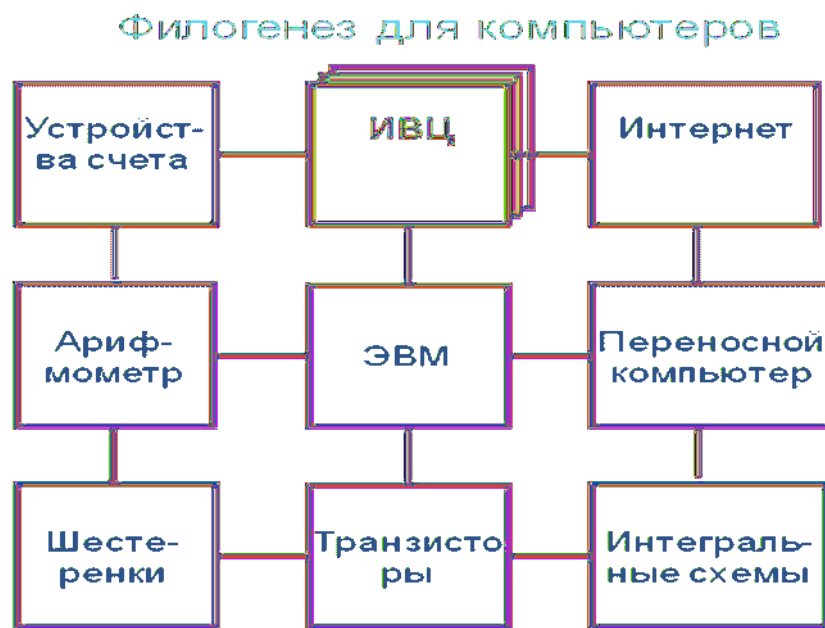 Филогенез для компьютеров
Устройст-
ва счета
ИВЦ
Интернет
Ариф-
мометр
ЭВМ
Переносной
компьютер
Шесте-
ренки
Транзисто
ры
Интеграль-
ные схемы